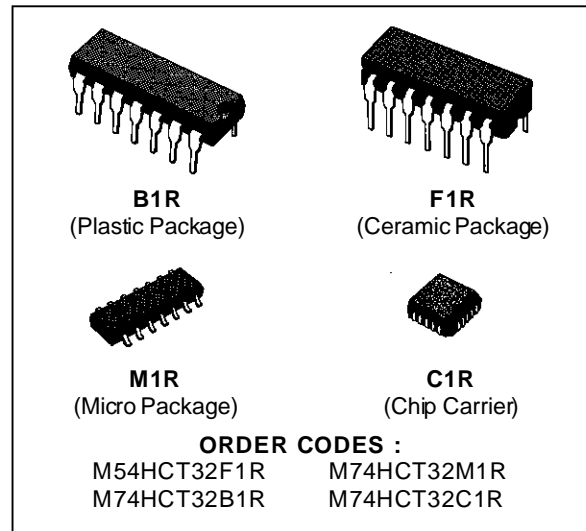 B1R
(Plastic Package)
F1R
(Ceramic Package)
M1R
(Micro Package)
C1R
(Chip Carrier)
ORDER CODES :
M54HCT32F1R M74HCT32M1R
M74HCT32B1R M74HCT32C1R